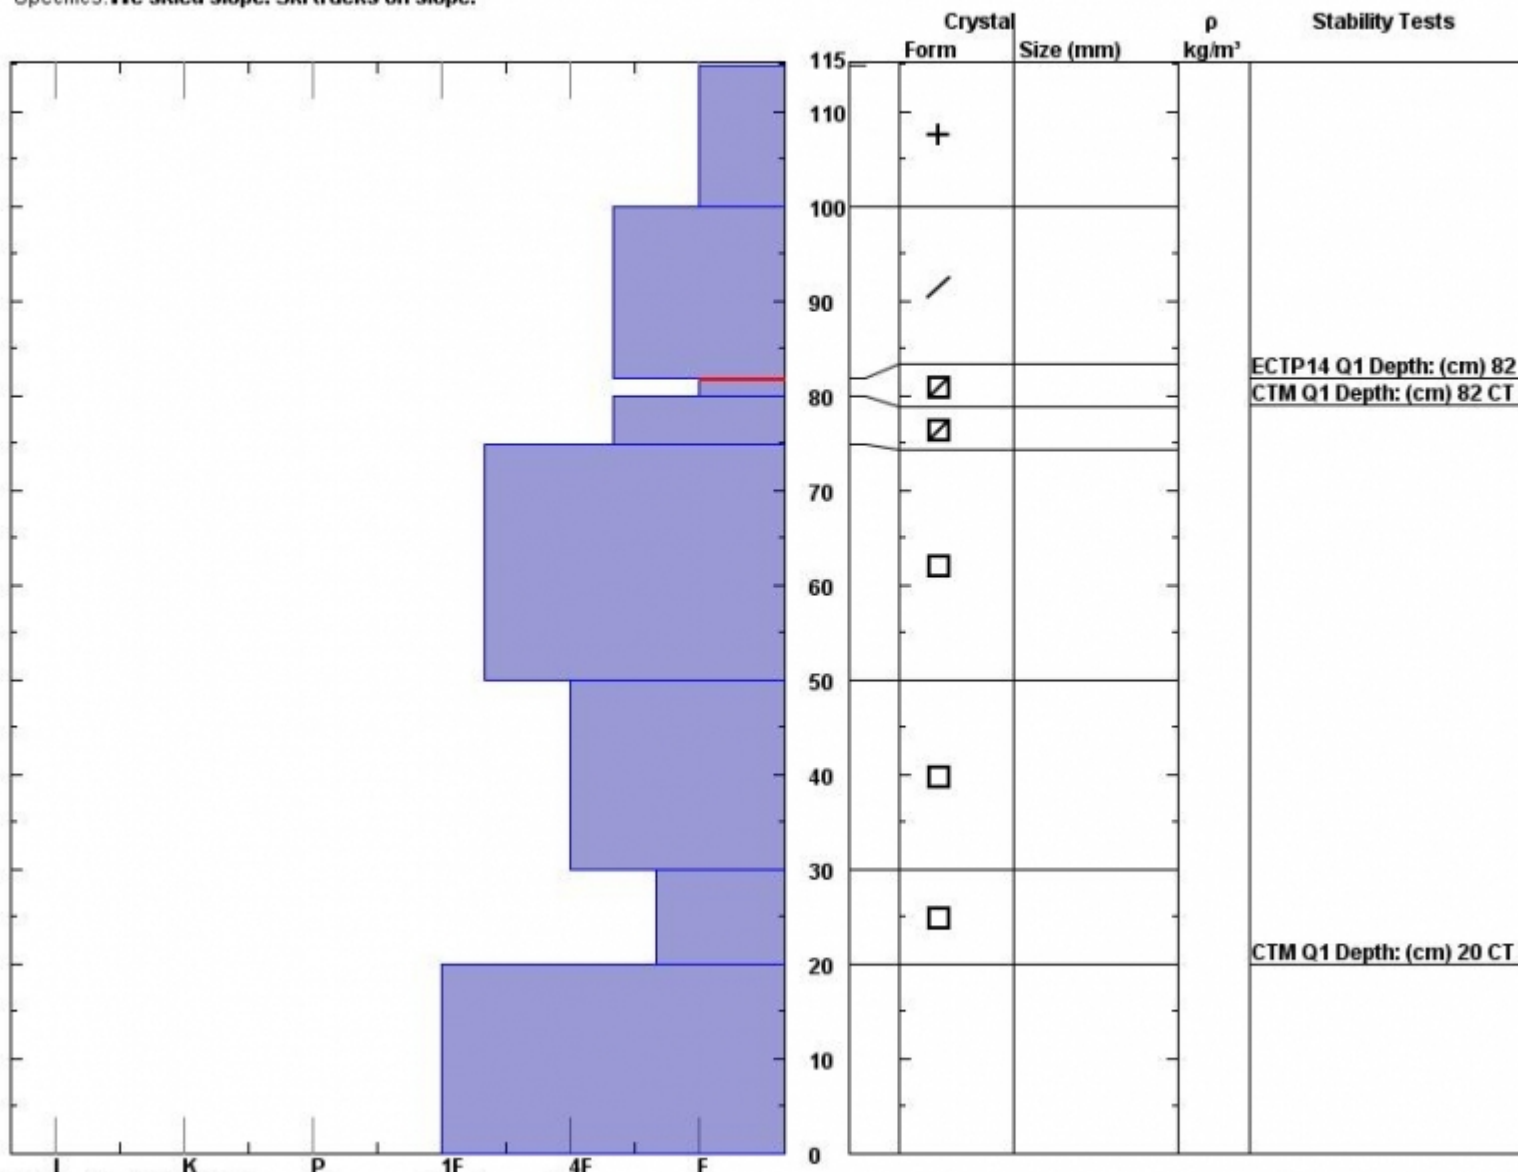 Specifics: We skied slope. Ski tracks on slope.
Crystal ρ Stability Tests
Form Size (mm) kg/m³
115
110
100
90
ECTP14 Q1 Depth: (cm) 82
CTM Q1 Depth: (cm) 82 CT
80
70
60
50
40
30
CTM Q1 Depth: (cm) 20 CT
20
10
0
I K P 1F 4F F